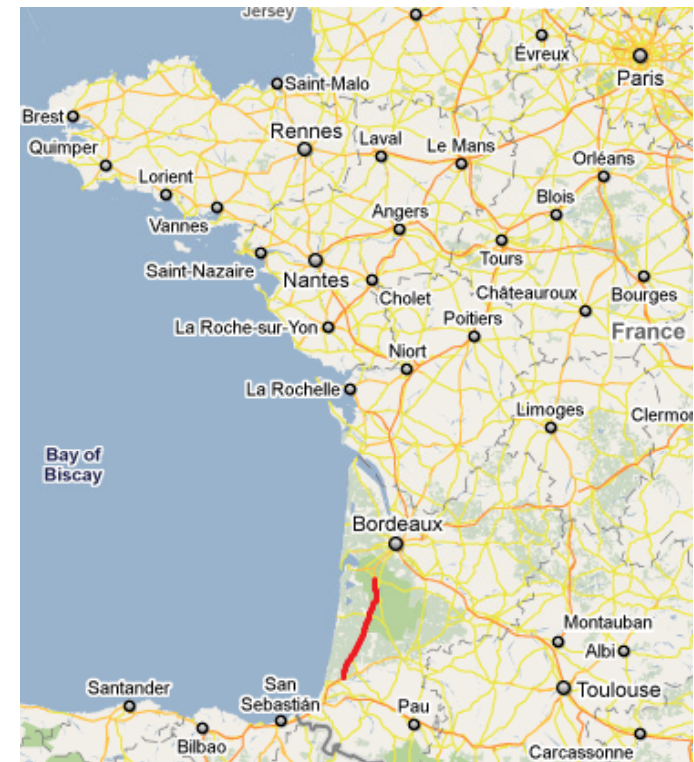 Jersey
Évreux
Paris
Saint-Malo
Brest
Rennes
Laval
Le Mans
Quimper
Orléans
Lorient
Blois
Vannes
Angers
Tours
Saint-Nazaire
Nantes
Cholet
Châteauroux
Bourges
La Roche-sur-Yon
Poitiers
France
Niort
La Rochelle
Limoges
Clermon
Bay of
Biscay
Bordeaux
Montauban
Albi
Santander
San
Sebastián
Pau
Toulouse
Bilbao
Carcassonne